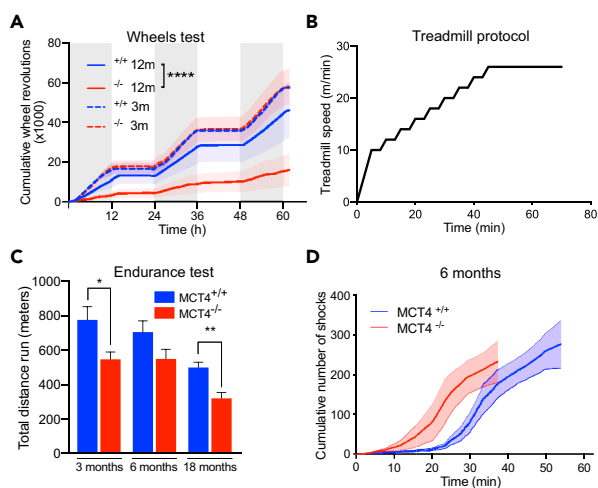 A
Wheels test
Cumulative wheel revolutions
(x1000)
80
60
40
20
0
+/+ 12m
-/- 12m
+/+ 3m
-/- 3m
****
12
24
36
48
60
Time (h)
B
Treadmill protocol
Treadmill speed (m/min)
30
20
10
0
0
20
40
60
80
Time (min)
C
Endurance test
Total distance run (meters)
1000
800
600
400
200
0
*
MCT4+/+
MCT4-/-
**
3 months
6 months
18 months
D
6 months
Cumulative number of shocks
400
300
200
100
0
MCT4 +/+
MCT4 -/-
0
10
20
30
40
50
60
Time (min)